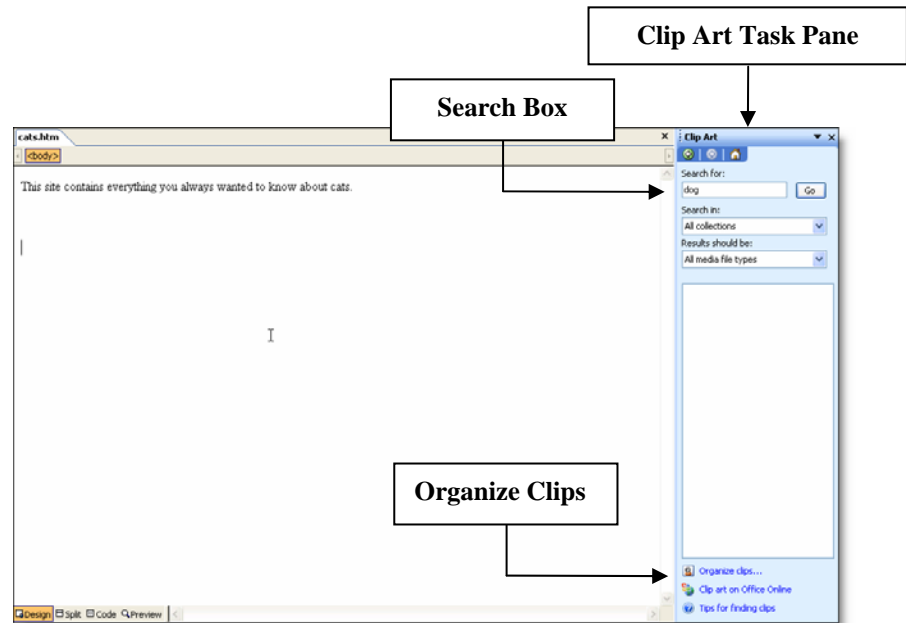 Clip Art Task Pane
Search Box
cats.htm
Clip Art
<body>
Search for:
This site contains everything you always wanted to know about cats.
dog
Go
Search in:
All collections
Results should be:
All media file types
Organize Clips
Organize clips...
Clip art on Office Online
Tips for finding clips
Design Split Code Preview